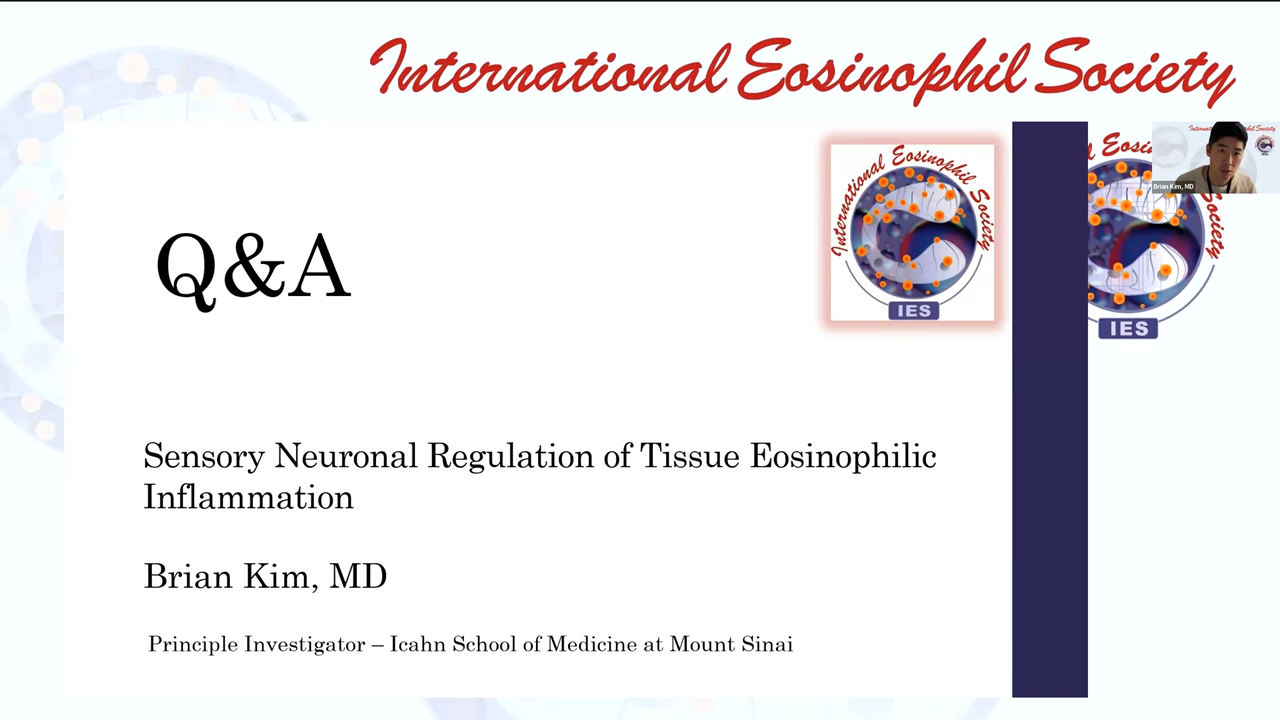 International Eosinophil Society
International Eosinophil Society
IES
Brian Kim, MD
IES
Q&A
Sensory Neuronal Regulation of Tissue Eosinophilic
Inflammation
Brian Kim, MD
Principle Investigator – Icahn School of Medicine at Mount Sinai